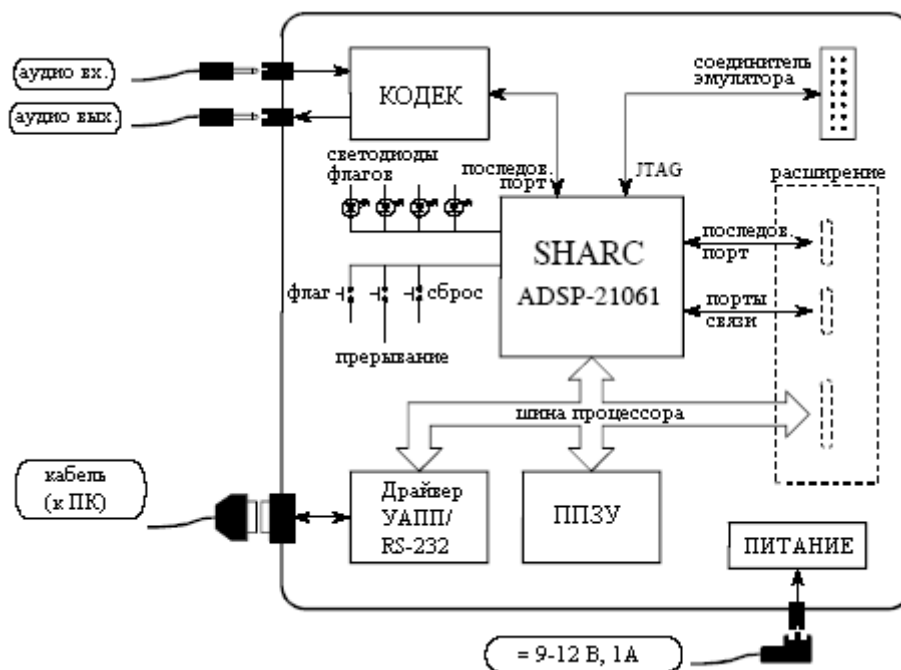 аудио вх.
аудио вых.
КОДЕК
соединитель
эмулятора
светодиоды
флагов
последов.
порт
JTAG
расширение
SHARC
ADSP-21061
последов.
порт
порты
связи
флаг
сброс
прерывание
шина процессора
кабель
(к ПК)
Драйвер
УАПП/
RS-232
ППЗУ
ПИТАНИЕ
= 9-12 В, 1А